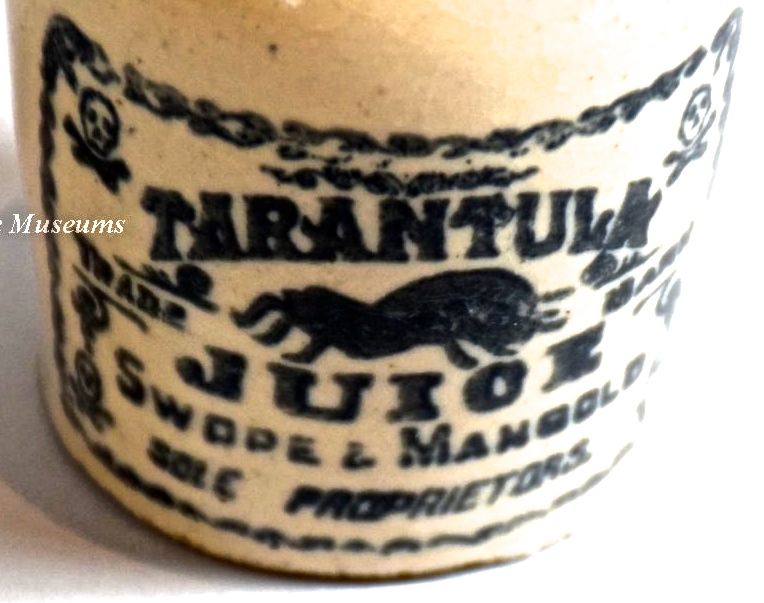 TARANTULA
TRADE MARK
JUICE
SWOPE & MANGOLD,
SOLE PROPRIETORS.
Museums